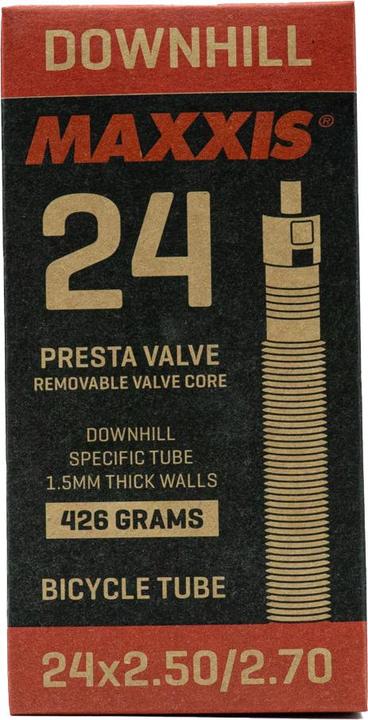 DOWNHILL
MAXXIS®
24
PRESTA VALVE
REMOVABLE VALVE CORE
DOWNHILL
SPECIFIC TUBE
1.5MM THICK WALLS
426 GRAMS
BICYCLE TUBE
24x2.50/2.70